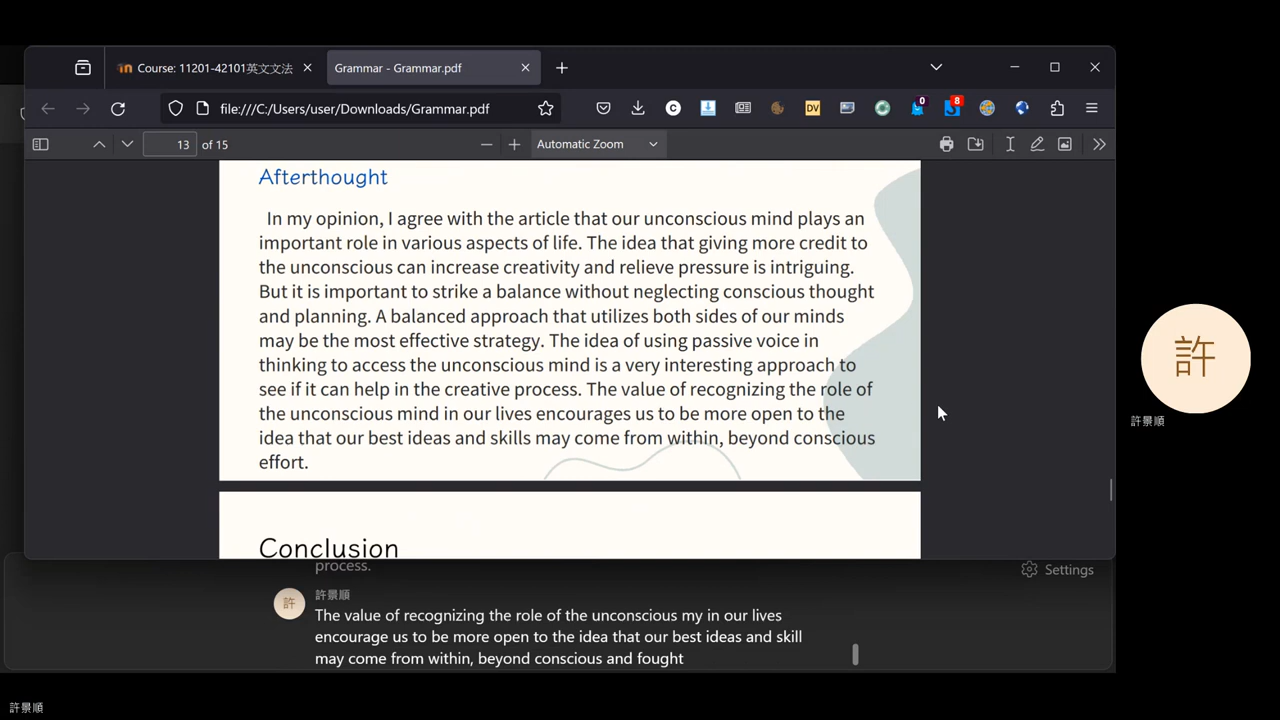 Course: 11201-42101英文文法
Grammar - Grammar.pdf
file:///C:/Users/user/Downloads/Grammar.pdf
C
DV
0
8
13 of 15
Automatic Zoom
Afterthought
In my opinion, I agree with the article that our unconscious mind plays an
important role in various aspects of life. The idea that giving more credit to
the unconscious can increase creativity and relieve pressure is intriguing.
But it is important to strike a balance without neglecting conscious thought
and planning. A balanced approach that utilizes both sides of our minds
may be the most effective strategy. The idea of using passive voice in
thinking to access the unconscious mind is a very interesting approach to
see if it can help in the creative process. The value of recognizing the role of
the unconscious mind in our lives encourages us to be more open to the
idea that our best ideas and skills may come from within, beyond conscious
effort.
Conclusion
許
許景順
process.
Settings
許
許景順
The value of recognizing the role of the unconscious my in our lives
encourage us to be more open to the idea that our best ideas and skill
may come from within, beyond conscious and fought
許景順